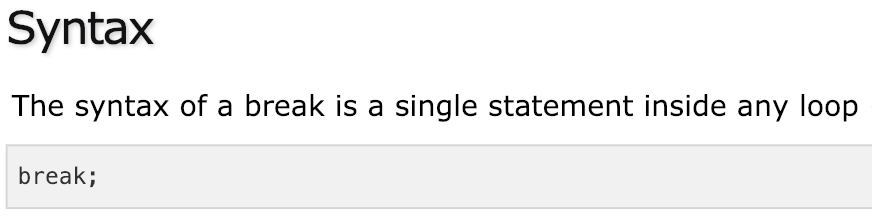 Syntax
The syntax of a break is a single statement inside any loop
break;